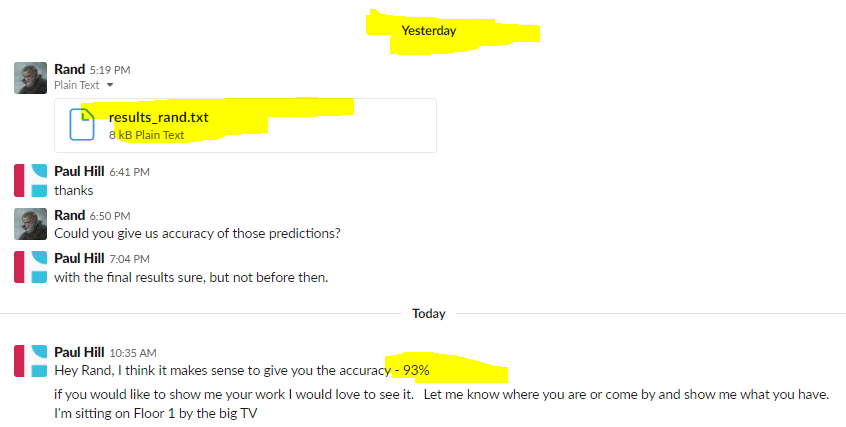 Yesterday
Rand 5:19 PM
Plain Text
results_rand.txt
8 kB Plain Text
Paul Hill 6:41 PM
thanks
Rand 6:50 PM
Could you give us accuracy of those predictions?
Paul Hill 7:04 PM
with the final results sure, but not before then.
Today
Paul Hill 10:35 AM
Hey Rand, I think it makes sense to give you the accuracy - 93%
if you would like to show me your work I would love to see it. Let me know where you are or come by and show me what you have.
I'm sitting on Floor 1 by the big TV